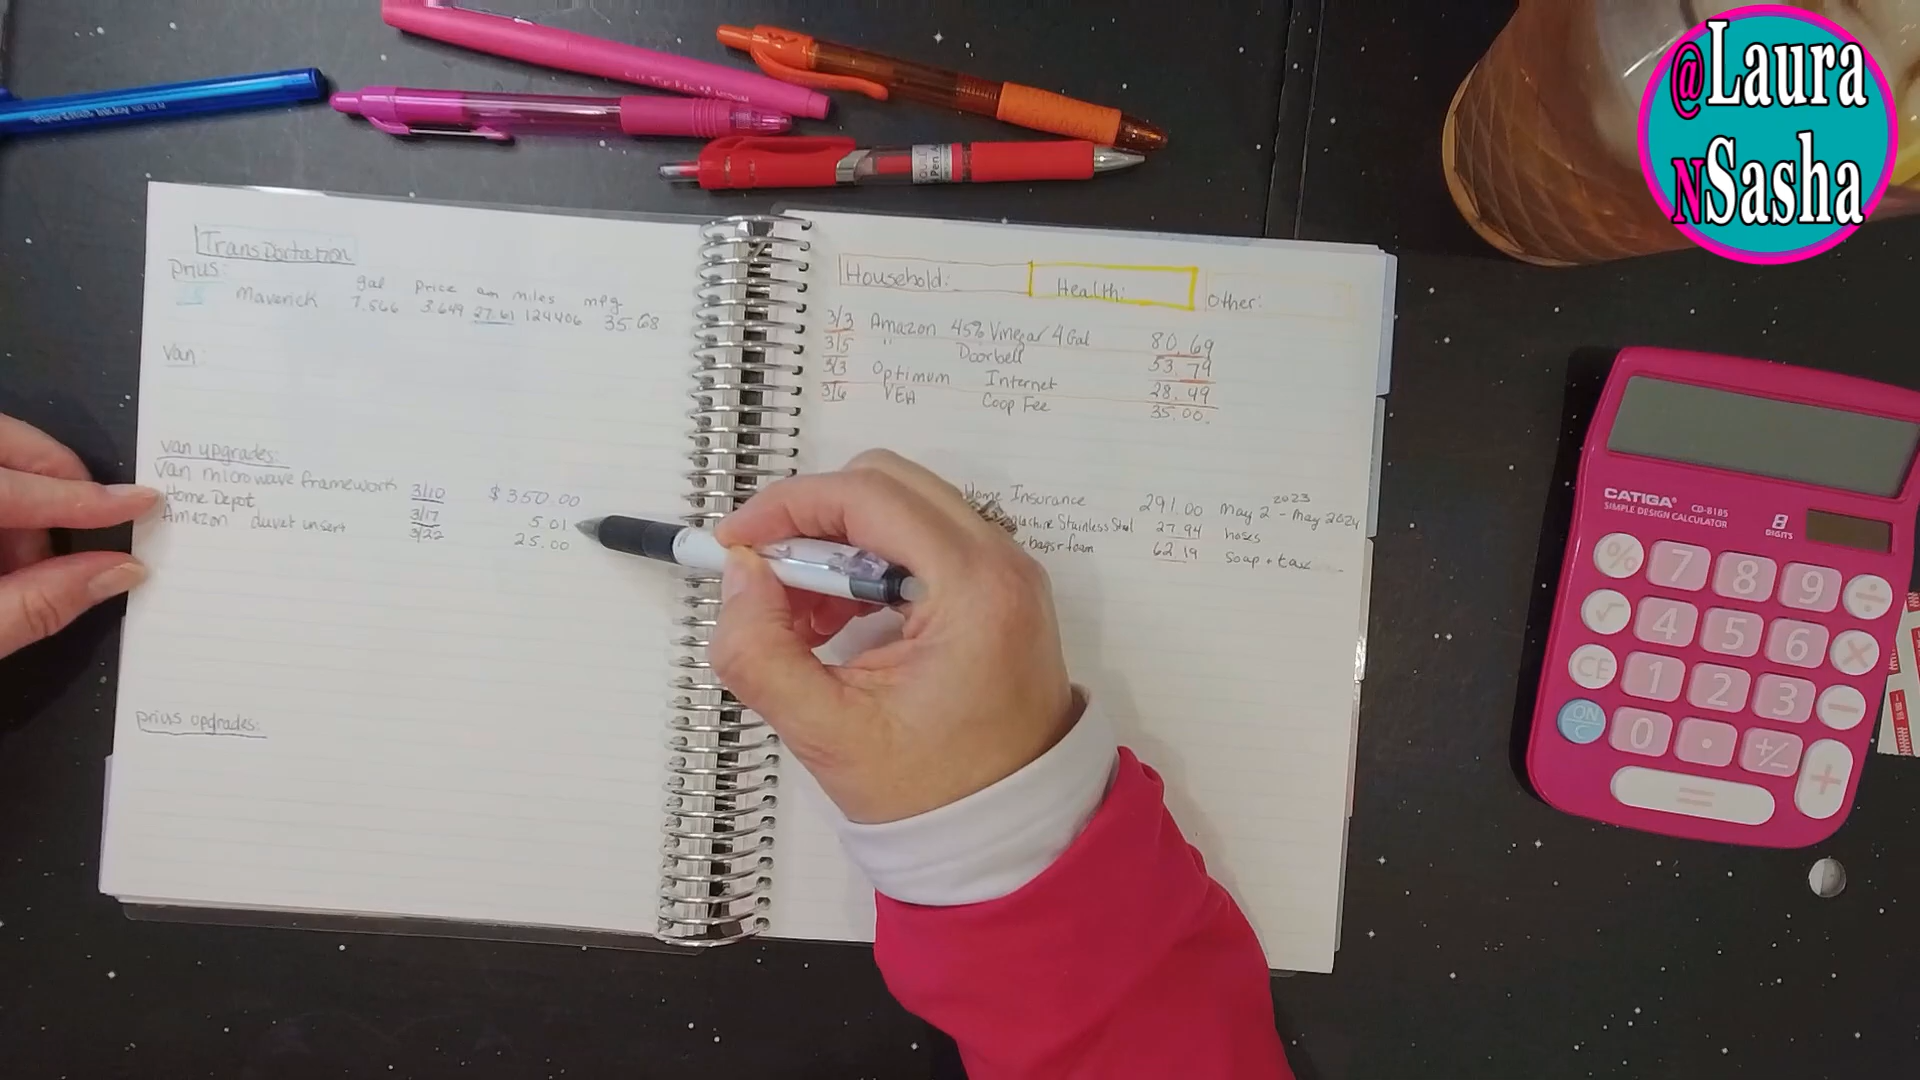 @Laura
NSasha
Transportation
Prius:
gal price am miles mpg
Maverick 7.566 3.649 27.61 124406 35.68
Van:
Van upgrades:
Van microwave framework 3/10 $350.00
Home Depot 3/17 5.01
Amazon duvet insert 3/22 25.00
prius upgrades:
Household: Health: Other:
3/3 Amazon 45% Vinegar 4 Gal 80.69
3/5 " Doorbell 53.79
3/3 Optimum Internet 28.49
3/6 VEA Coop Fee 35.00
Home Insurance 291.00 May 2 2023 - May 2024
Stainless Steel 27.94 hoses
bags + foam 62.19 soap + tax
CATIGA CD-8185
SIMPLE DESIGN CALCULATOR
8
DIGITS
% 7 8 9 ÷
√ 4 5 6 ×
CE 1 2 3 −
ON/C 0 • +/− +
=